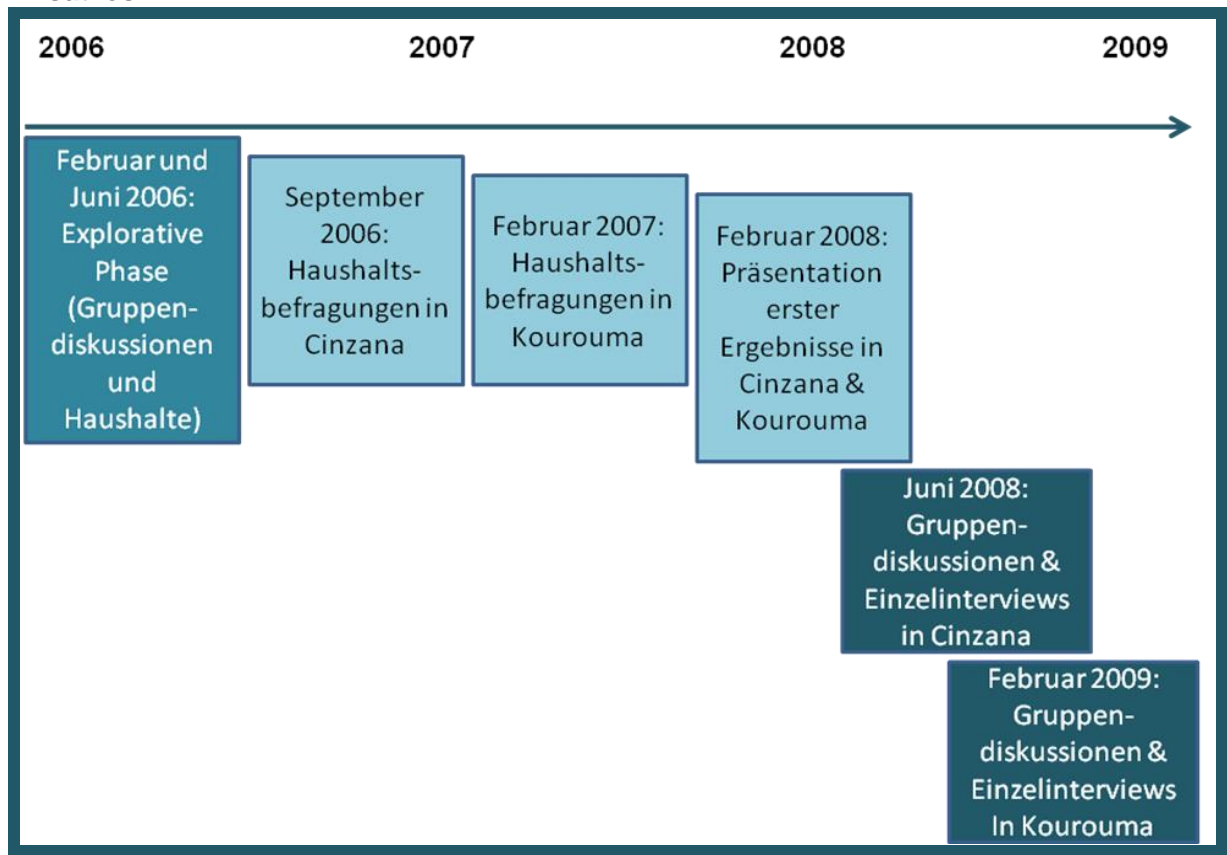 2006 2007 2008 2009
Februar und
Juni 2006:
Explorative
Phase
(Gruppen-
diskussionen
und
Haushalte)
September
2006:
Haushalts-
befragungen in
Cinzana
Februar 2007:
Haushalts-
befragungen in
Kourouma
Februar 2008:
Präsentation
erster
Ergebnisse in
Cinzana &
Kourouma
Juni 2008:
Gruppen-
diskussionen &
Einzelinterviews
in Cinzana
Februar 2009:
Gruppen-
diskussionen &
Einzelinterviews
In Kourouma